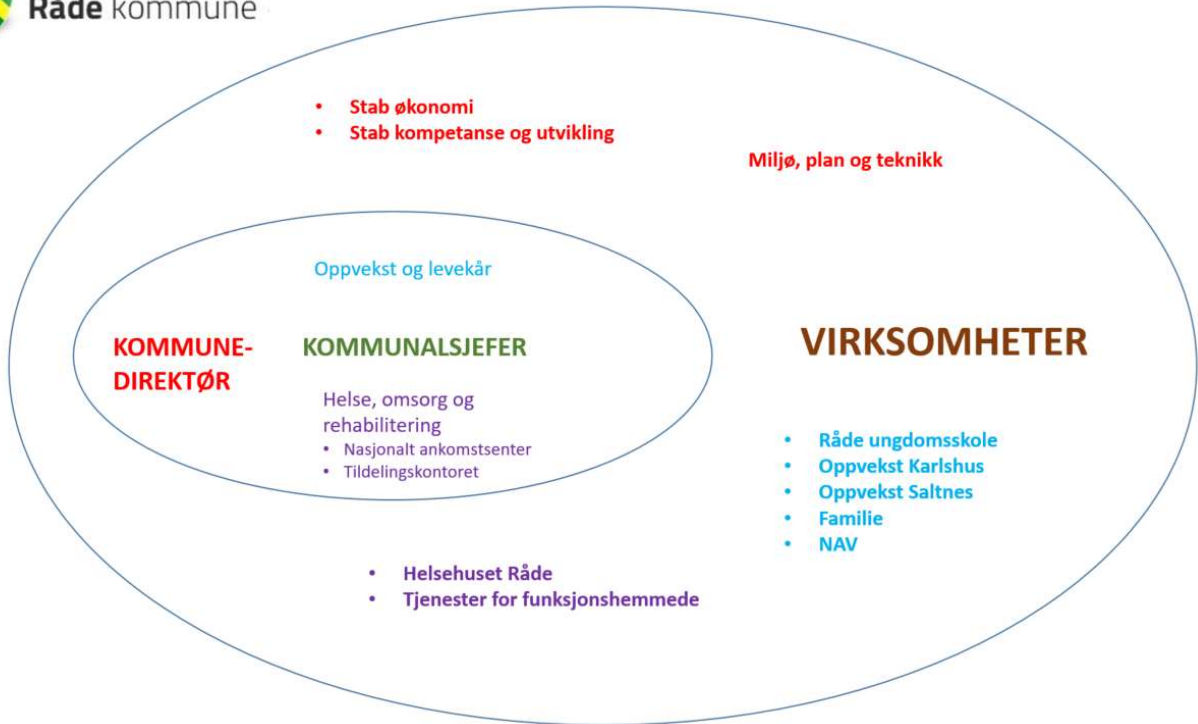 Råde kommune
• Stab økonomi
• Stab kompetanse og utvikling
Miljø, plan og teknikk
Oppvekst og levekår
KOMMUNE-
DIREKTØR
KOMMUNALSJEFER
VIRKSOMHETER
Helse, omsorg og
rehabilitering
• Nasjonalt ankomstsenter
• Tildelingskontoret
• Råde ungdomsskole
• Oppvekst Karlshus
• Oppvekst Saltnes
• Familie
• NAV
• Helsehuset Råde
• Tjenester for funksjonshemmede